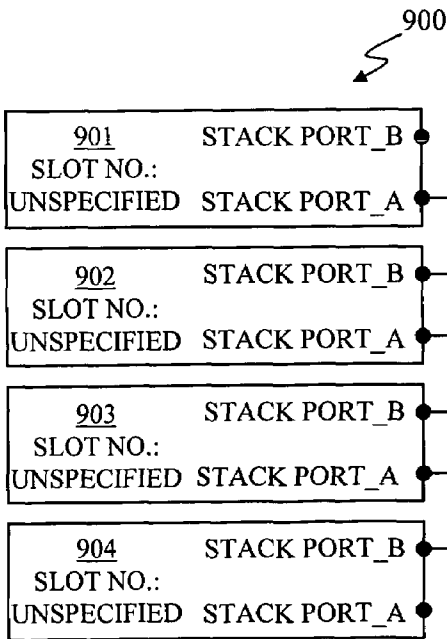 900
901 STACK PORT_B
SLOT NO.:
UNSPECIFIED STACK PORT_A
902 STACK PORT_B
SLOT NO.:
UNSPECIFIED STACK PORT_A
903 STACK PORT_B
SLOT NO.:
UNSPECIFIED STACK PORT_A
904 STACK PORT_B
SLOT NO.:
UNSPECIFIED STACK PORT_A